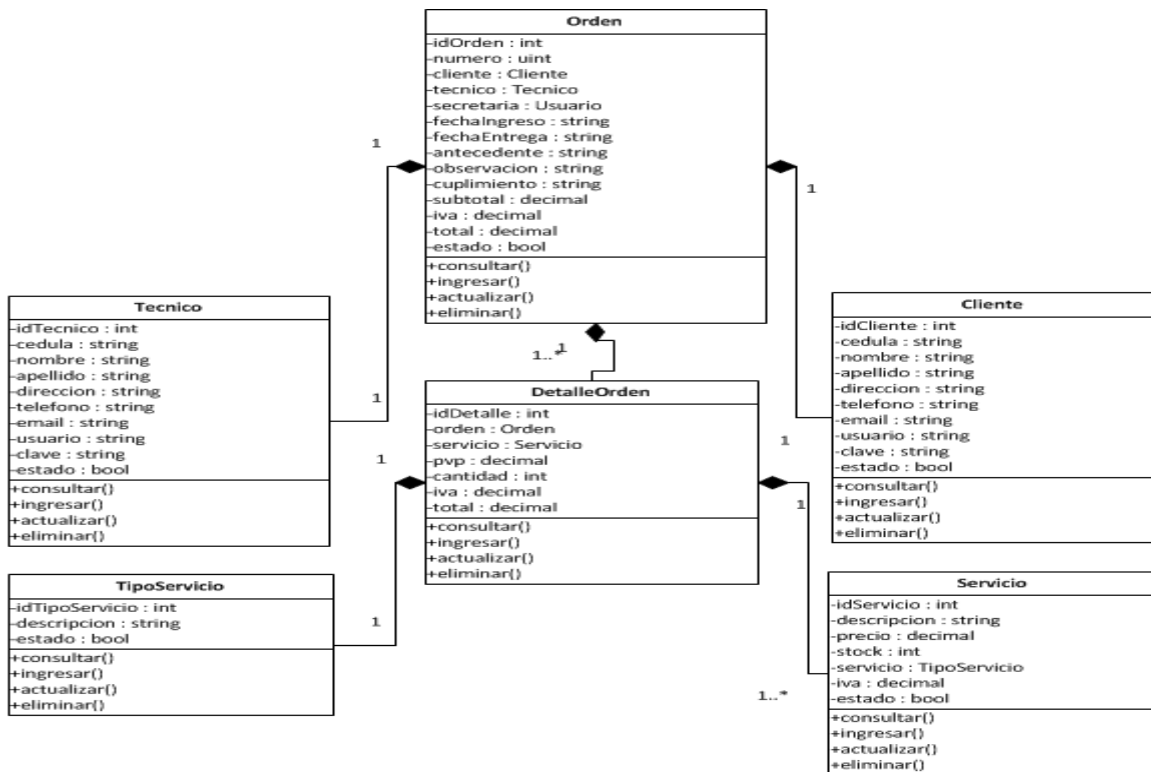 Orden
-idOrden : int
-numero : uint
-cliente : Cliente
-tecnico : Tecnico
-secretaria : Usuario
-fechaIngreso : string
-fechaEntrega : string
-antecedente : string
-observacion : string
-cuplimiento : string
-subtotal : decimal
-iva : decimal
-total : decimal
-estado : bool
+consultar()
+ingresar()
+actualizar()
+eliminar()
1
1
1
1
Tecnico
-idTecnico : int
-cedula : string
-nombre : string
-apellido : string
-direccion : string
-telefono : string
-email : string
-usuario : string
-clave : string
-estado : bool
+consultar()
+ingresar()
+actualizar()
+eliminar()
1..*
1
DetalleOrden
-idDetalle : int
-orden : Orden
-servicio : Servicio
-pvp : decimal
-cantidad : int
-iva : decimal
-total : decimal
+consultar()
+ingresar()
+actualizar()
+eliminar()
Cliente
-idCliente : int
-cedula : string
-nombre : string
-apellido : string
-direccion : string
-telefono : string
-email : string
-usuario : string
-clave : string
-estado : bool
+consultar()
+ingresar()
+actualizar()
+eliminar()
1
1
1
1..*
TipoServicio
-idTipoServicio : int
-descripcion : string
-estado : bool
+consultar()
+ingresar()
+actualizar()
+eliminar()
Servicio
-idServicio : int
-descripcion : string
-precio : decimal
-stock : int
-servicio : TipoServicio
-iva : decimal
-estado : bool
+consultar()
+ingresar()
+actualizar()
+eliminar()